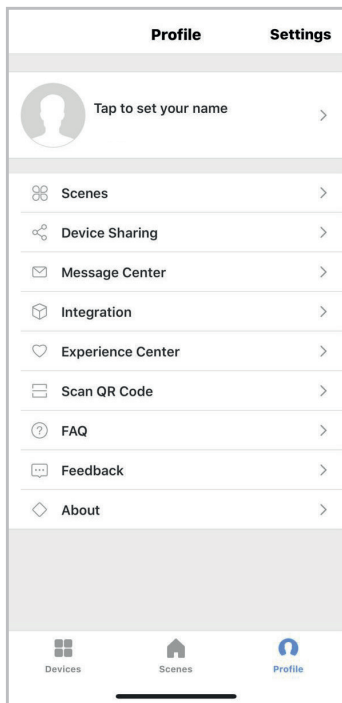 Profile Settings
Tap to set your name
Scenes
Device Sharing
Message Center
Integration
Experience Center
Scan QR Code
FAQ
Feedback
About
Devices Scenes Profile